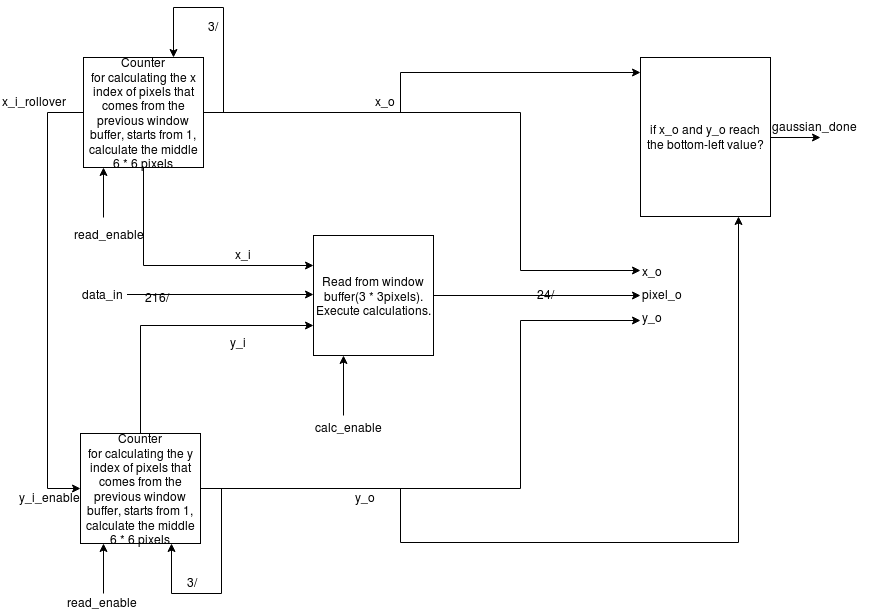 3/
Counter
for calculating the x
index of pixels that
comes from the
previous window
buffer, starts from 1,
calculate the middle
6 * 6 pixels
x_i_rollover
x_o
if x_o and y_o reach
the bottom-left value?
gaussian_done
read_enable
x_i
data_in
216/
y_i
Read from window
buffer(3 * 3pixels).
Execute calculations.
24/
x_o
pixel_o
y_o
calc_enable
Counter
for calculating the y
index of pixels that
comes from the
previous window
buffer, starts from 1,
calculate the middle
6 * 6 pixels
y_i_enable
y_o
3/
read_enable